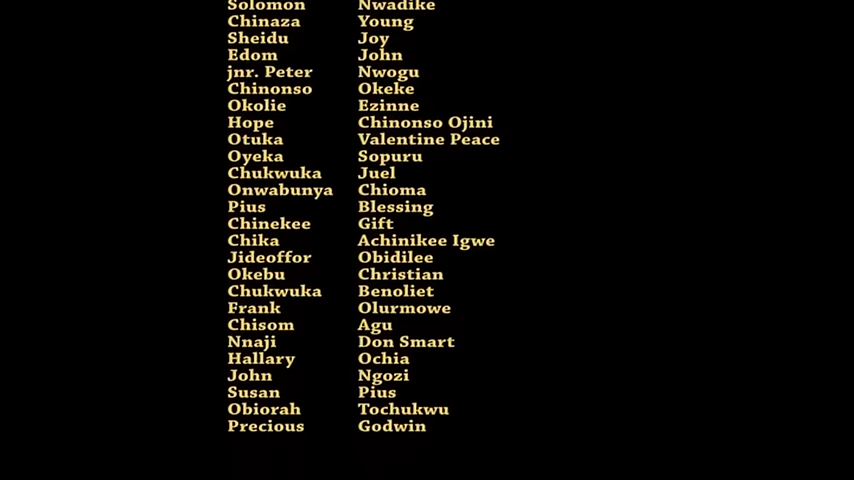 Solomon Nwadike
Chinaza Young
Sheidu Joy
Edom John
jnr. Peter Nwogu
Chinonso Okeke
Okolie Ezinne
Hope Chinonso Ojini
Otuka Valentine Peace
Oyeka Sopuru
Chukwuka Juel
Onwabunya Chioma
Pius Blessing
Chinekee Gift
Chika Achinikee Igwe
Jideoffor Obidilee
Okebu Christian
Chukwuka Benoliet
Frank Olurmowe
Chisom Agu
Nnaji Don Smart
Hallary Ochia
John Ngozi
Susan Pius
Obiorah Tochukwu
Precious Godwin